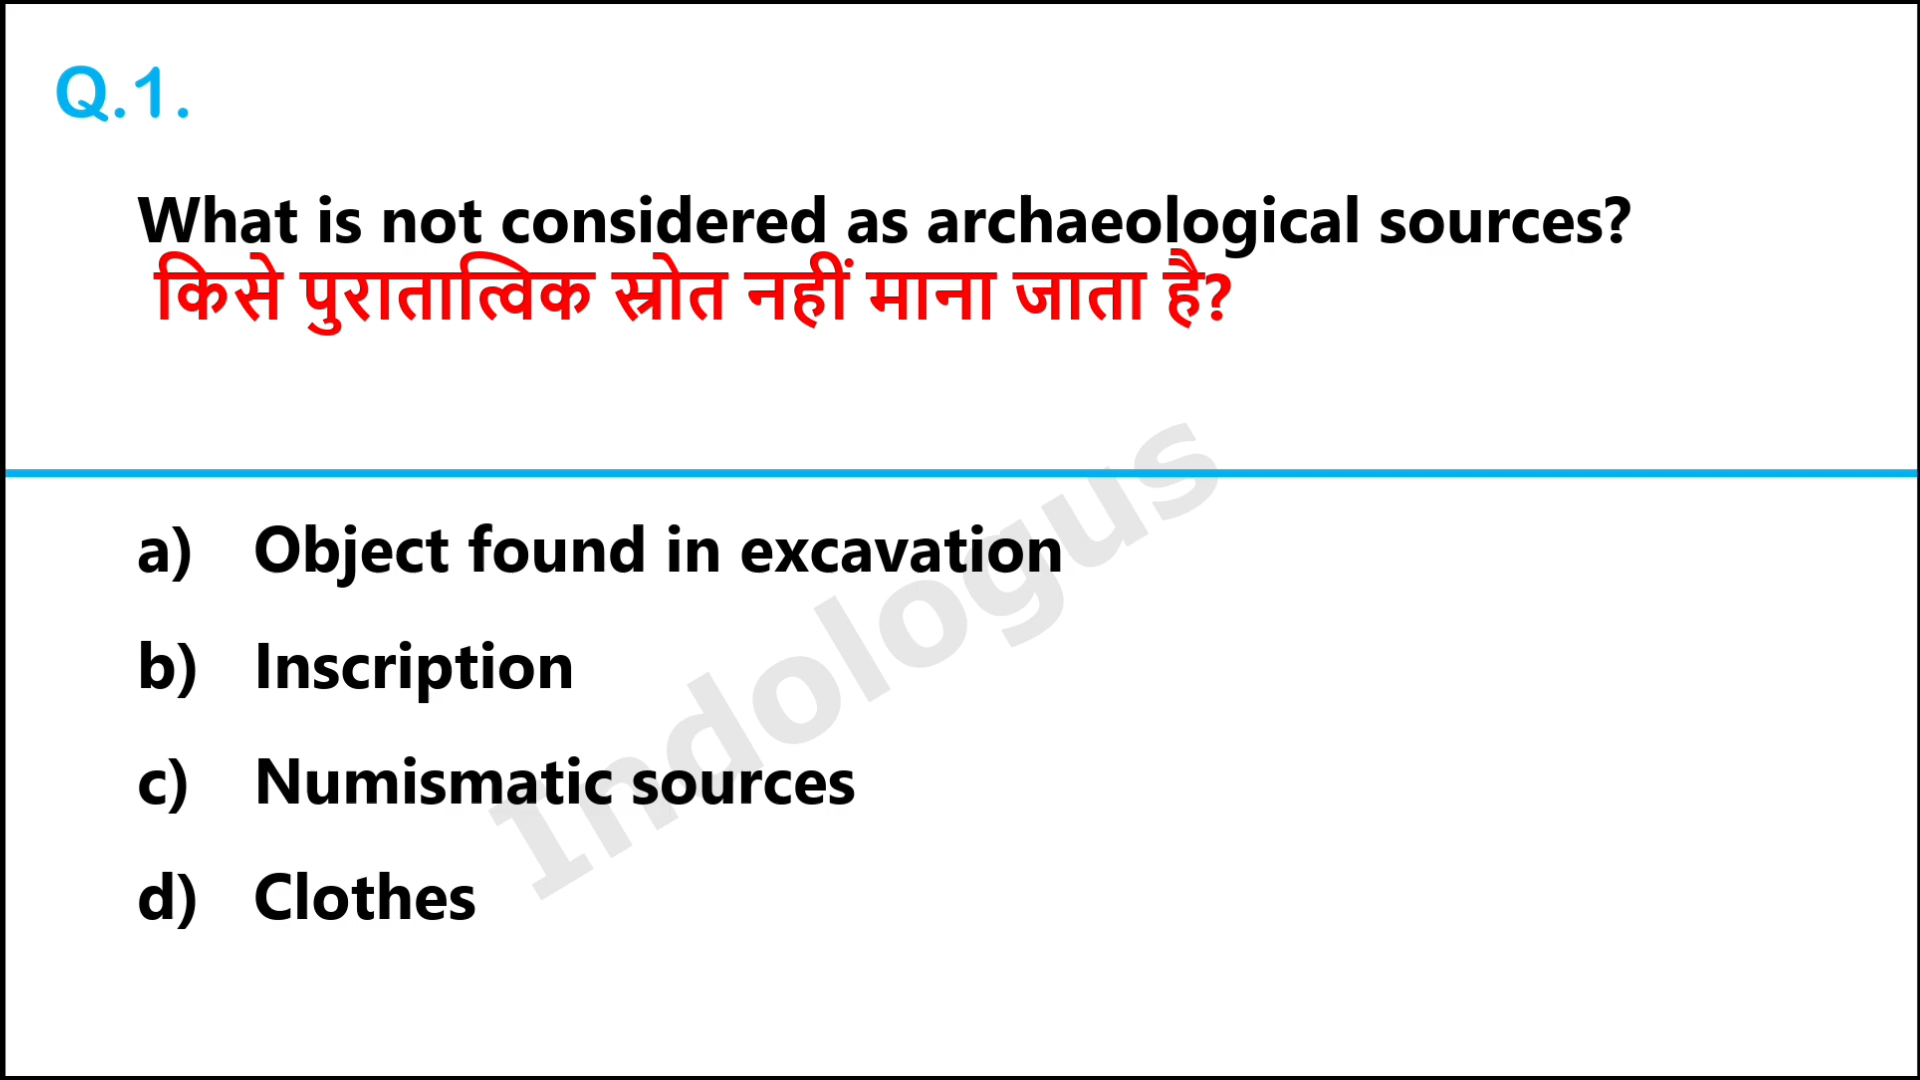 Q.1.
What is not considered as archaeological sources?
किसे पुरातात्विक स्रोत नहीं माना जाता है?
a) Object found in excavation
b) Inscription
c) Numismatic sources
d) Clothes
Indologus